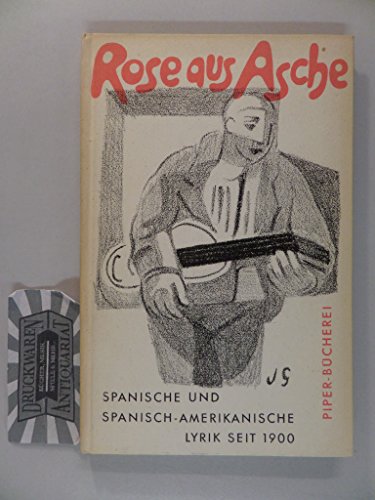 Rose aus Asche
JG
SPANISCHE UND
SPANISCH-AMERIKANISCHE
LYRIK SEIT 1900
PIPER-BÜCHEREI
DRUCKWAREN
ANTIQUARIAT